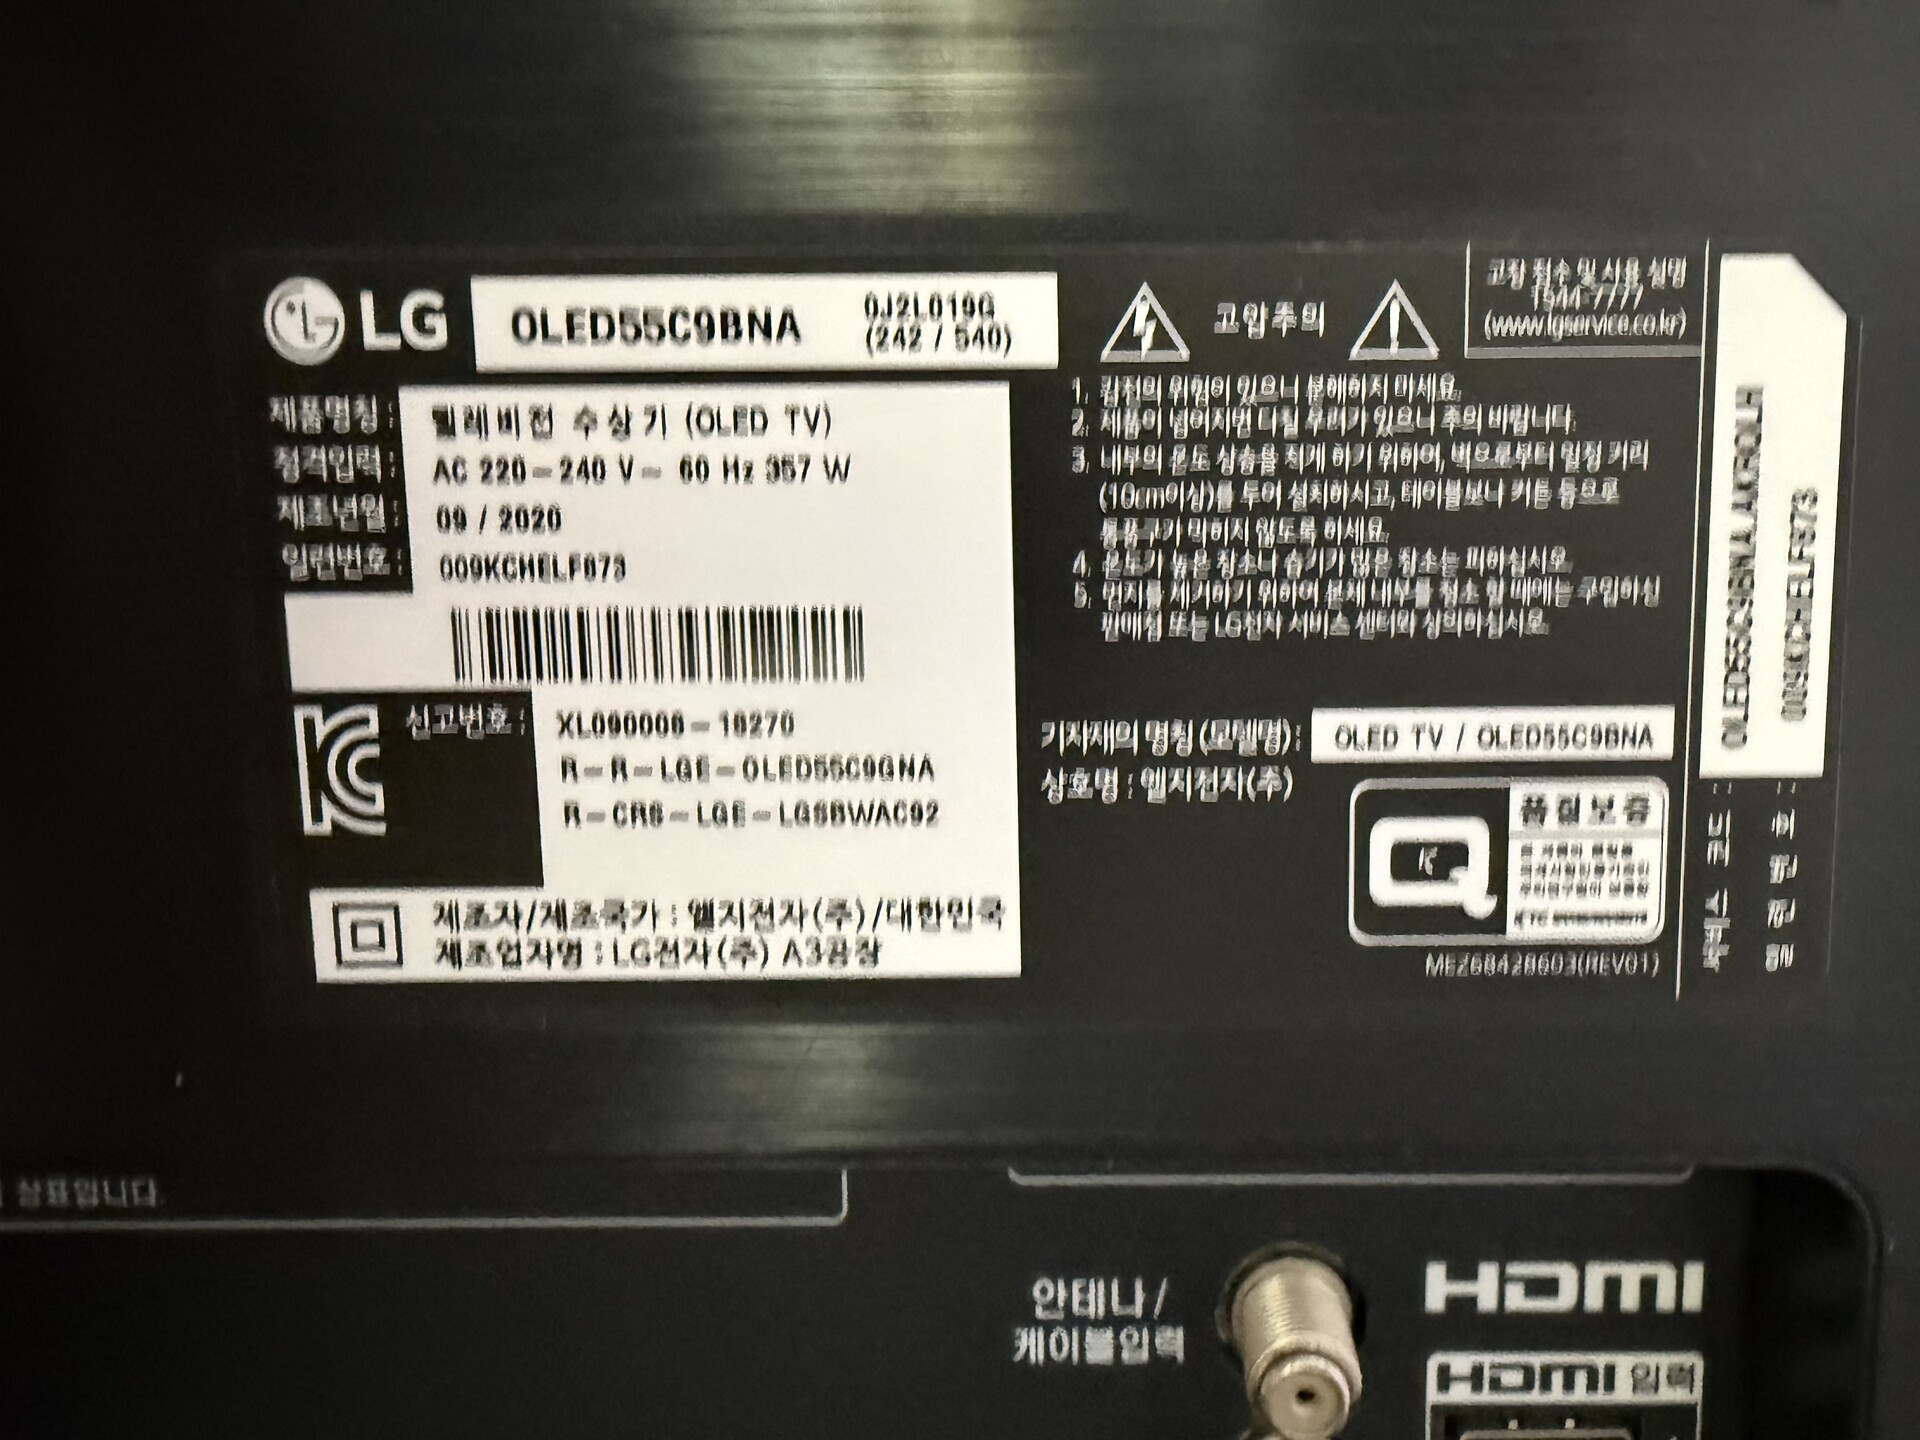 LG OLED55C9BNA
0J2L019G
(242 / 540)
제품명칭 : 텔레비전 수상기 (OLED TV)
정격입력 : AC 220 - 240 V ~ 60 Hz 357 W
제조년월 : 09 / 2020
일련번호 : 009KCHELF673
신고번호 : XL090006 - 18270
R - R - LGE - OLED55C9GNA
R - CRS - LGE - LGSBWAC92
제조자/제조국가 : 엘지전자(주)/대한민국
제조업자명 : LG전자(주) A3공장
고압주의
고장 접수 및 사용 설명
1544-7777
(www.lgservice.co.kr)
1. 감전의 위험이 있으니 분해하지 마세요.
2. 제품이 넘어지면 다칠 우려가 있으니 주의 바랍니다.
3. 내부의 온도 상승을 적게 하기 위하여, 벽으로부터 일정 거리
(10cm이상)를 두어 설치하시고, 테이블보나 커튼 등으로
통풍구가 막히지 않도록 하세요.
4. 온도가 높은 장소나 습기가 많은 장소는 피하십시오.
5. 먼지를 제거하기 위하여 본체 내부를 청소 할 때에는 구입하신
판매점 또는 LG전자 서비스 센터와 상의하십시오.
기자재의 명칭(모델명) : OLED TV / OLED55C9BNA
상호명 : 엘지전자(주)
품질보증
MEZ68428603(REV01)
009KCHELF673
상품입니다.
안테나/
케이블입력
HDMI
HDMI 입력